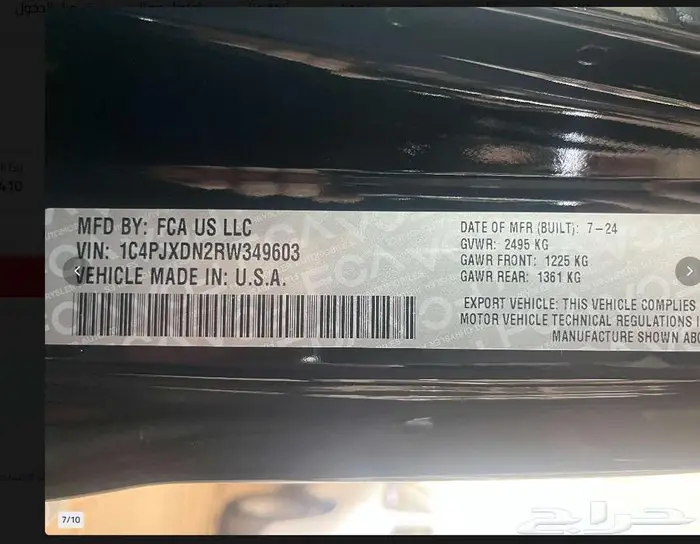 MFD BY: FCA US LLC
VIN: 1C4PJXDN2RW349603
VEHICLE MADE IN: U.S.A.
DATE OF MFR (BUILT): 7-24
GVWR: 2495 KG
GAWR FRONT: 1225 KG
GAWR REAR: 1361 KG
EXPORT VEHICLE: THIS VEHICLE COMPLIES
MOTOR VEHICLE TECHNICAL REGULATIONS I
MANUFACTURE SHOWN ABO
7/10
حراج